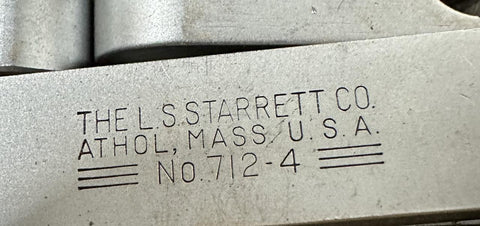 THE L.S.STARRETT CO.
ATHOL, MASS. U.S.A.
NO.712-4